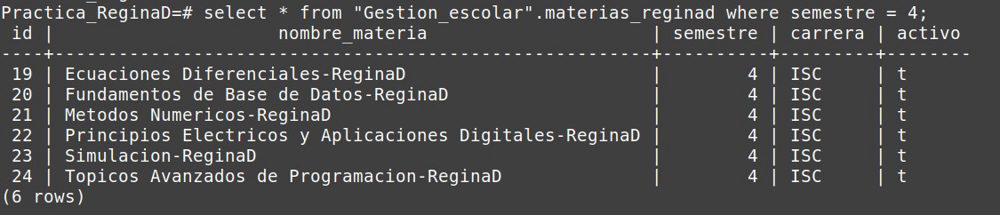 Practica_ReginaD=# select * from "Gestion_escolar".materias_reginad where semestre = 4;
 id |                     nombre_materia                     | semestre | carrera | activo
----+--------------------------------------------------------+----------+---------+--------
 19 | Ecuaciones Diferenciales-ReginaD                       |        4 | ISC     | t
 20 | Fundamentos de Base de Datos-ReginaD                   |        4 | ISC     | t
 21 | Metodos Numericos-ReginaD                              |        4 | ISC     | t
 22 | Principios Electricos y Aplicaciones Digitales-ReginaD |        4 | ISC     | t
 23 | Simulacion-ReginaD                                     |        4 | ISC     | t
 24 | Topicos Avanzados de Programacion-ReginaD              |        4 | ISC     | t
(6 rows)